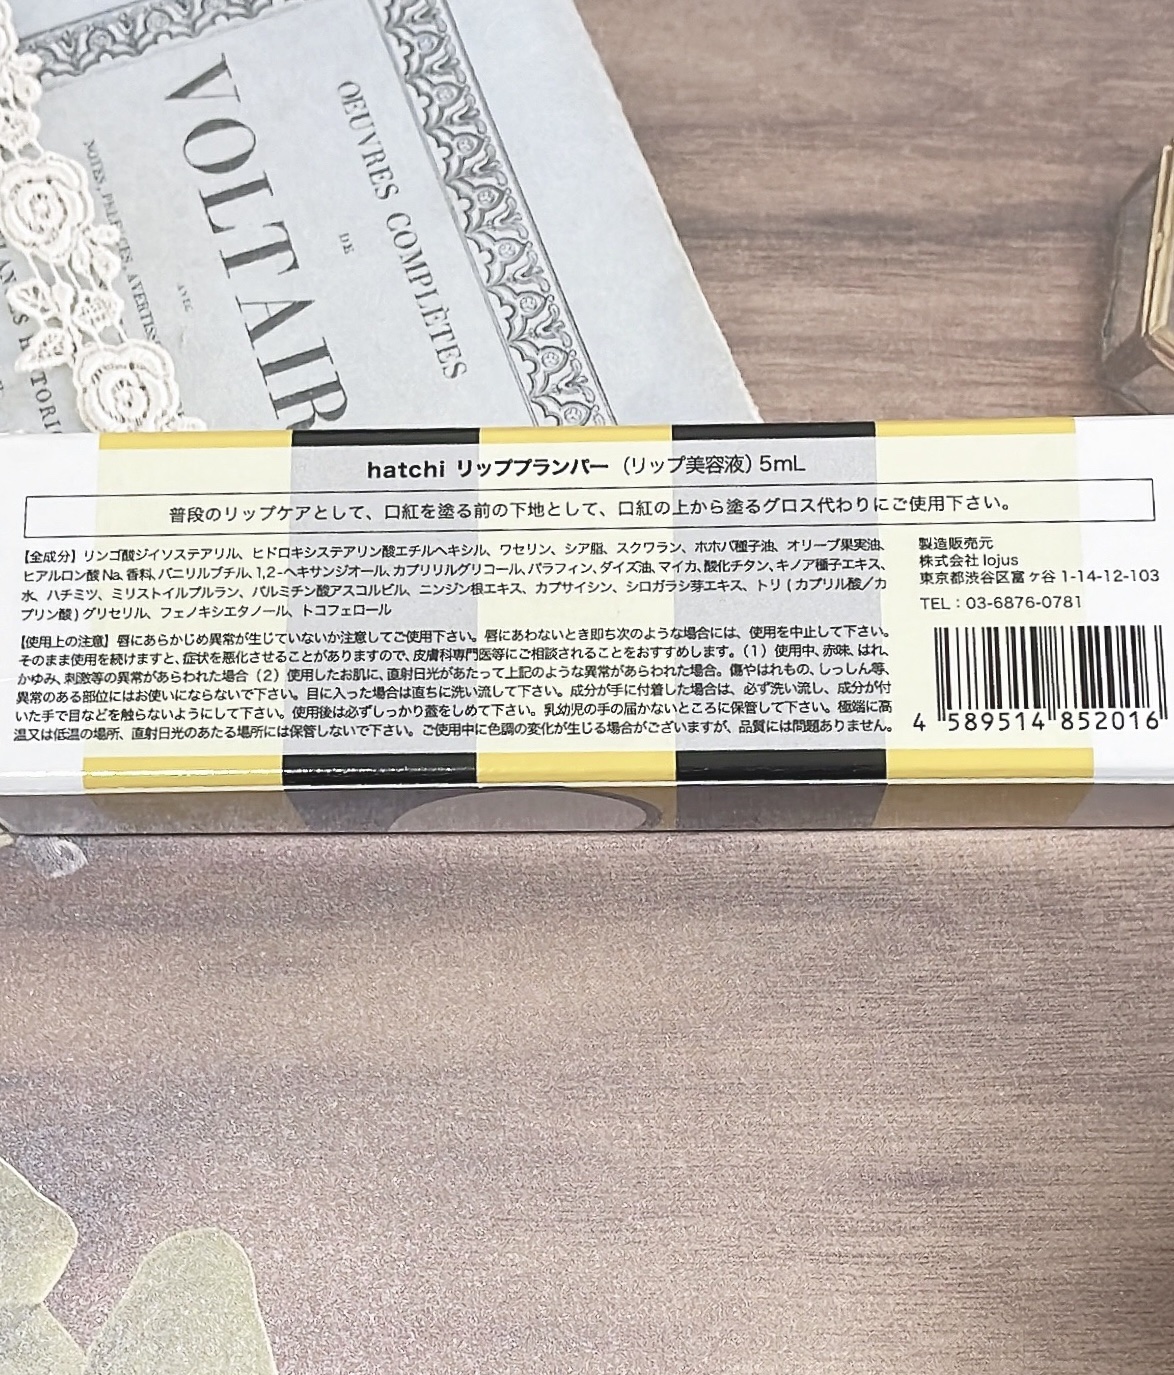 OEUVRES COMPLÈTES
DE
VOLTAIR
AVEC
hatchi リッププランパー（リップ美容液）5mL
普段のリップケアとして、口紅を塗る前の下地として、口紅の上から塗るグロス代わりにご使用下さい。
【全成分】リンゴ酸ジイソステアリル、ヒドロキシステアリン酸エチルヘキシル、ワセリン、シア脂、スクワラン、ホホバ種子油、オリーブ果実油、
ヒアルロン酸Na、香料、バニリルブチル、1,2-ヘキサンジオール、カプリリルグリコール、パラフィン、ダイズ油、マイカ、酸化チタン、キノア種子エキス、
水、ハチミツ、ミリストイルプルラン、パルミチン酸アスコルビル、ニンジン根エキス、カプサイシン、シロガラシ芽エキス、トリ(カプリル酸／カ
プリン酸)グリセリル、フェノキシエタノール、トコフェロール
【使用上の注意】唇にあらかじめ異常が生じていないか注意してご使用下さい。唇にあわないとき即ち次のような場合には、使用を中止して下さい。
そのまま使用を続けますと、症状を悪化させることがありますので、皮膚科専門医等にご相談されることをおすすめします。（1）使用中、赤味、はれ、
かゆみ、刺激等の異常があらわれた場合（2）使用したお肌に、直射日光があたって上記のような異常があらわれた場合。傷やはれもの、しっしん等、
異常のある部位にはお使いにならないで下さい。目に入った場合は直ちに洗い流して下さい。成分が手に付着した場合は、必ず洗い流し、成分が付
いた手で目などを触らないようにして下さい。使用後は必ずしっかり蓋をしめて下さい。乳幼児の手の届かないところに保管して下さい。極端に高
温又は低温の場所、直射日光のあたる場所には保管しないで下さい。ご使用中に色調の変化が生じる場合がございますが、品質には問題ありません。
製造販売元
株式会社 lojus
東京都渋谷区富ヶ谷 1-14-12-103
TEL：03-6876-0781
4 589514 852016